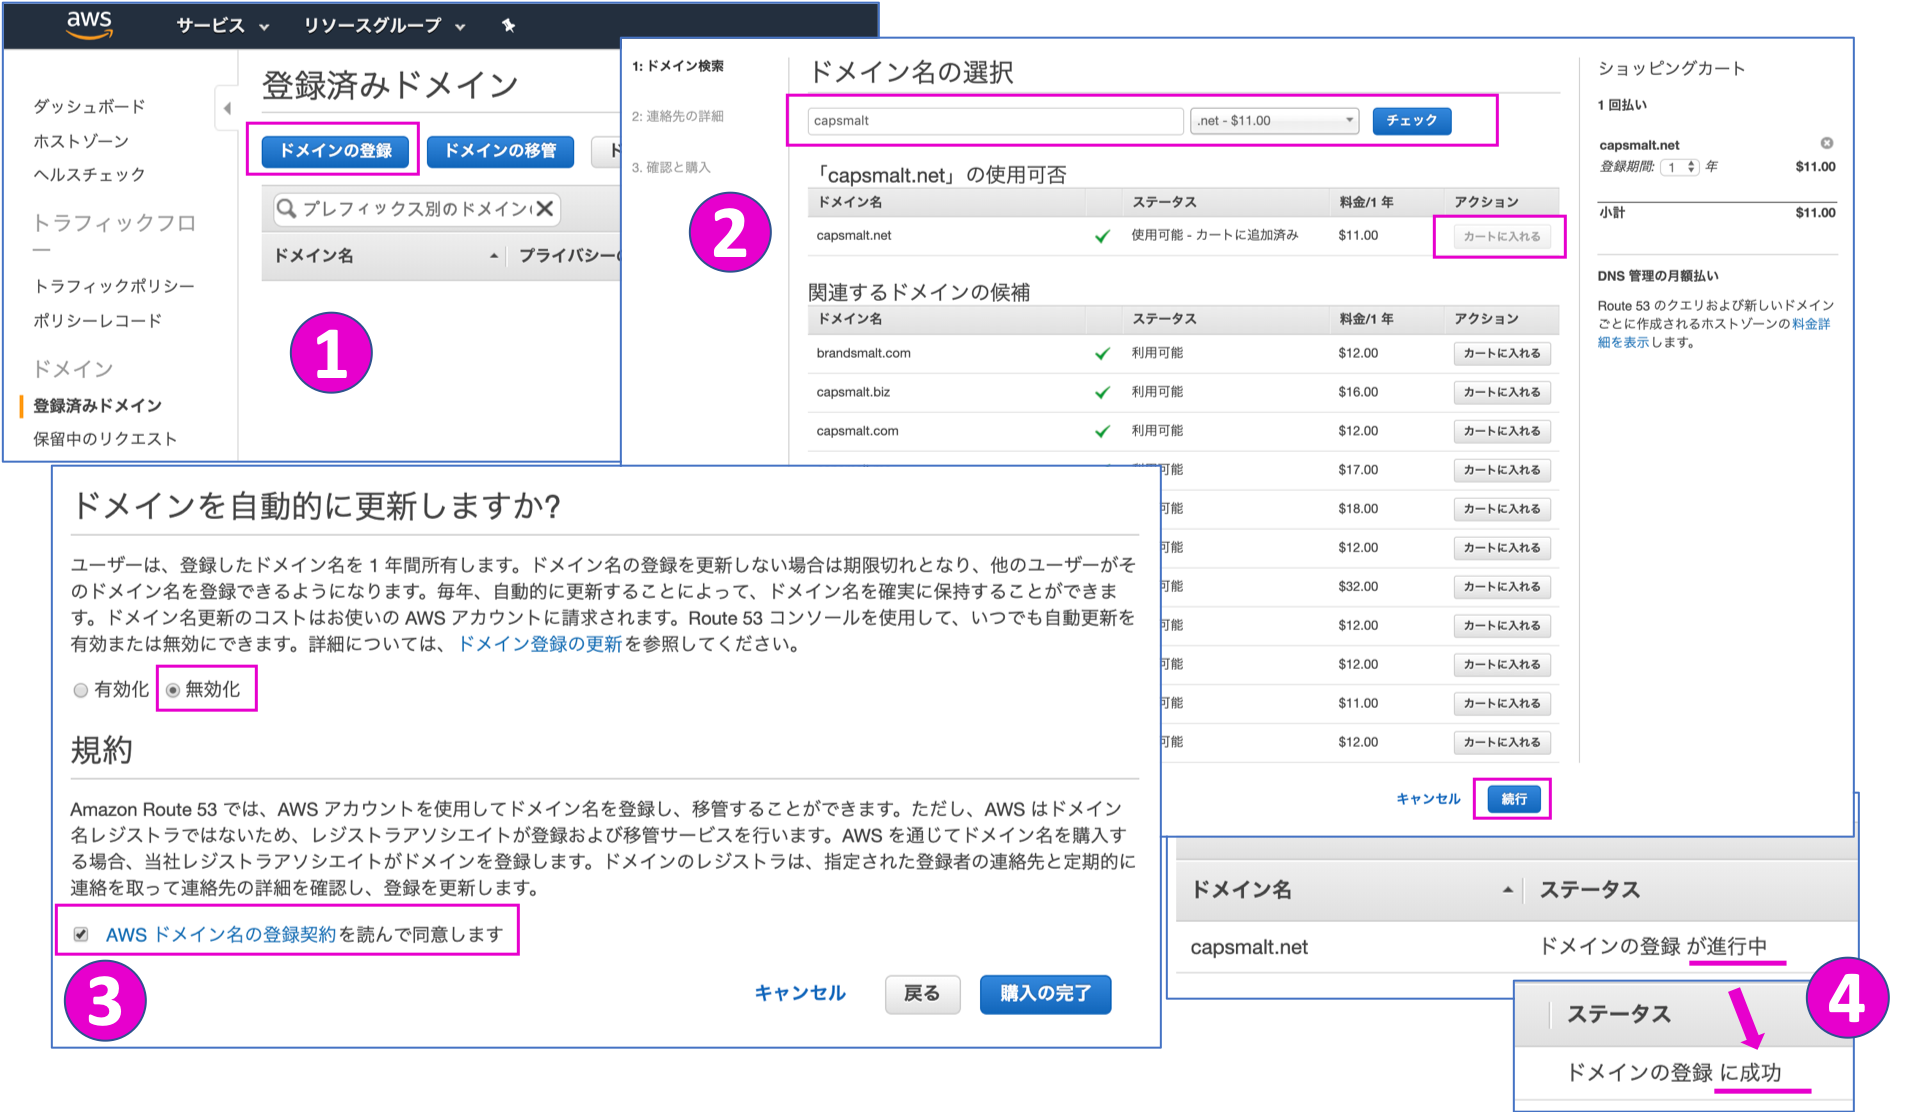 aws
サービス
リソースグループ
ダッシュボード
ホストゾーン
ヘルスチェック
トラフィックフロ
ー
トラフィックポリシー
ポリシーレコード
ドメイン
登録済みドメイン
保留中のリクエスト
登録済みドメイン
ドメインの登録
ドメインの移管
プレフィックス別のドメイン
ドメイン名
プライバシー
1
1: ドメイン検索
2: 連絡先の詳細
3. 確認と購入
2
ドメイン名の選択
capsmalt
.net - $11.00
チェック
「capsmalt.net」の使用可否
ドメイン名 ステータス 料金/1 年 アクション
capsmalt.net 使用可能 - カートに追加済み $11.00 カートに入れる
関連するドメインの候補
ドメイン名 ステータス 料金/1 年 アクション
brandsmalt.com 利用可能 $12.00 カートに入れる
capsmalt.biz 利用可能 $16.00 カートに入れる
capsmalt.com 利用可能 $12.00 カートに入れる
可能 $17.00 カートに入れる
可能 $18.00 カートに入れる
可能 $12.00 カートに入れる
可能 $32.00 カートに入れる
可能 $12.00 カートに入れる
可能 $12.00 カートに入れる
可能 $11.00 カートに入れる
可能 $12.00 カートに入れる
キャンセル
続行
ショッピングカート
1 回払い
capsmalt.net
登録期間: 1 年 $11.00
小計 $11.00
DNS 管理の月額払い
Route 53 のクエリおよび新しいドメイン
ごとに作成されるホストゾーンの料金詳
細を表示します。
ドメインを自動的に更新しますか?
ユーザーは、登録したドメイン名を 1 年間所有します。ドメイン名の登録を更新しない場合は期限切れとなり、他のユーザーがそ
のドメイン名を登録できるようになります。毎年、自動的に更新することによって、ドメイン名を確実に保持することができま
す。ドメイン名更新のコストはお使いの AWS アカウントに請求されます。Route 53 コンソールを使用して、いつでも自動更新を
有効または無効にできます。詳細については、ドメイン登録の更新を参照してください。
有効化 無効化
規約
Amazon Route 53 では、AWS アカウントを使用してドメイン名を登録し、移管することができます。ただし、AWS はドメイン
名レジストラではないため、レジストラアソシエイトが登録および移管サービスを行います。AWS を通じてドメイン名を購入す
る場合、当社レジストラアソシエイトがドメインを登録します。ドメインのレジストラは、指定された登録者の連絡先と定期的に
連絡を取って連絡先の詳細を確認し、登録を更新します。
AWS ドメイン名の登録契約を読んで同意します
3
キャンセル
戻る
購入の完了
ドメイン名 ステータス
capsmalt.net ドメインの登録 が進行中
4
ステータス
ドメインの登録 に成功